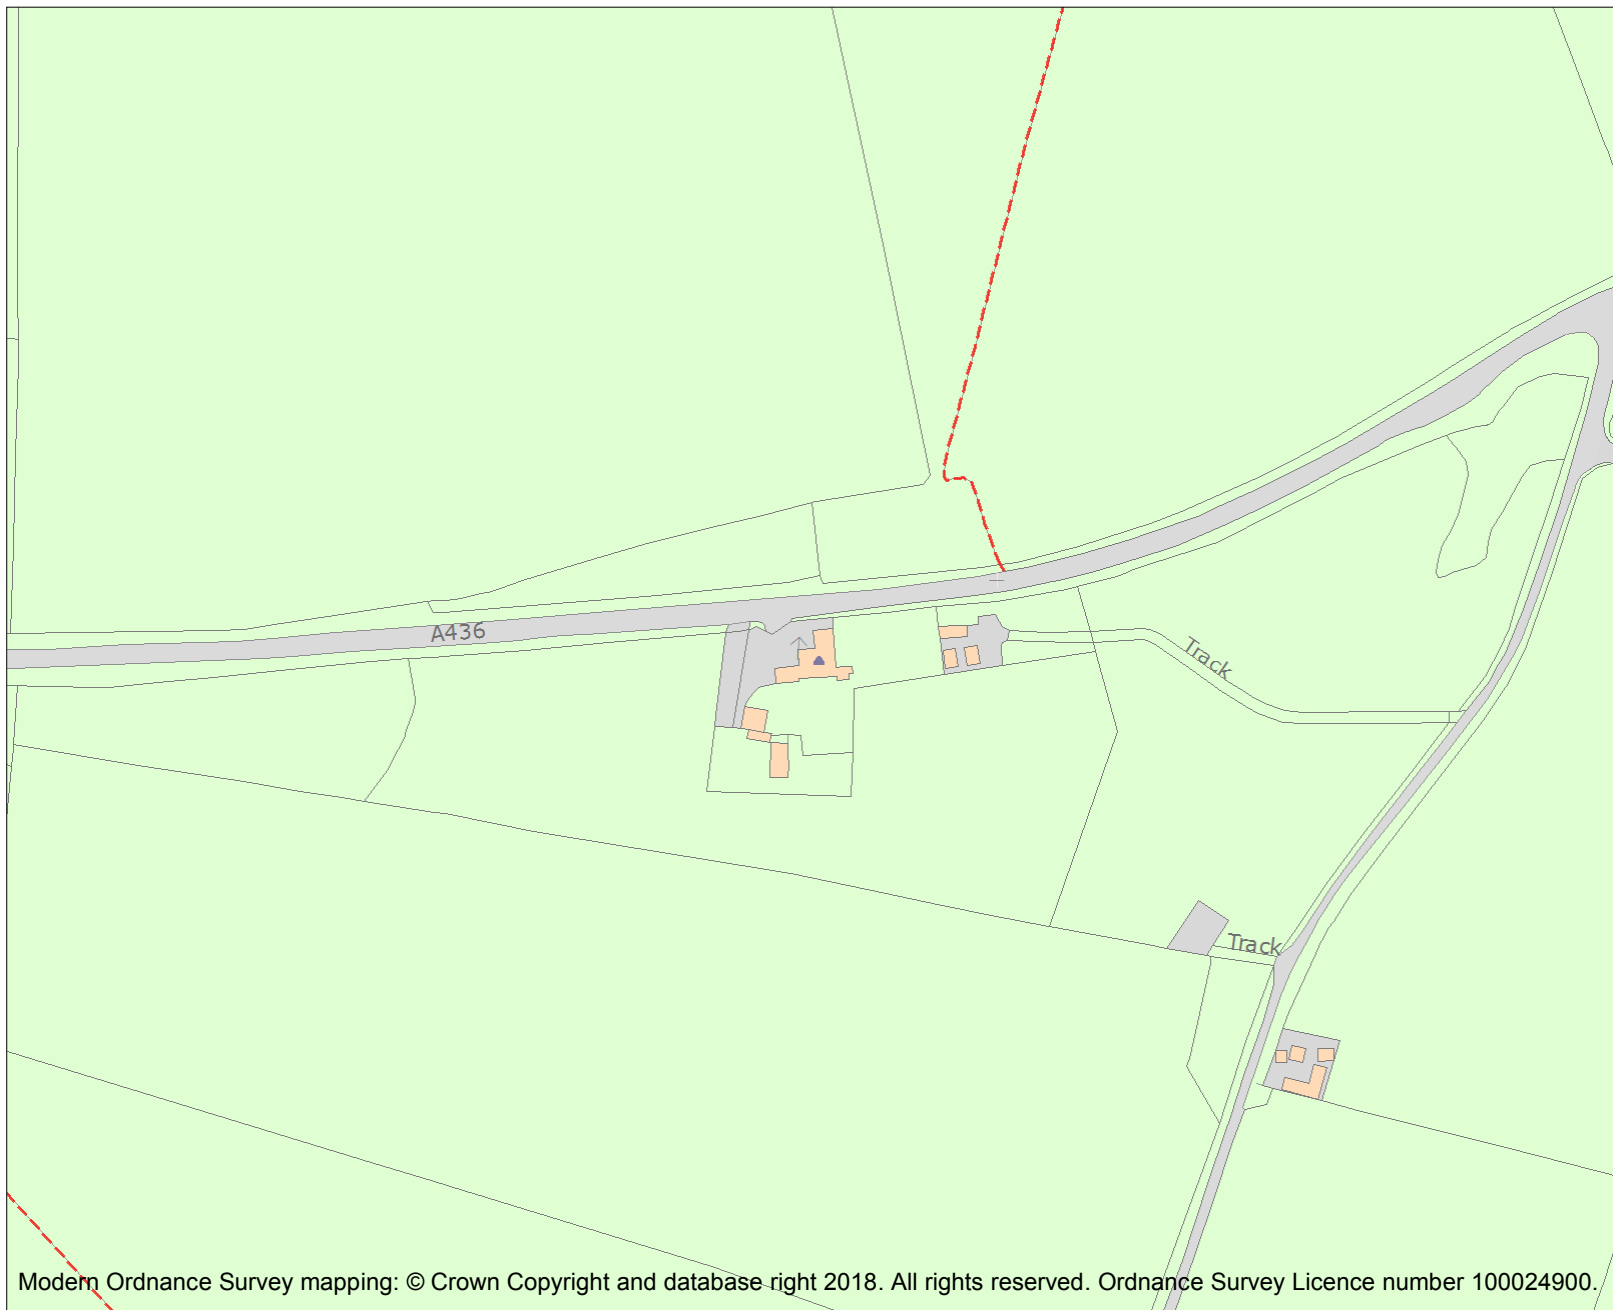 A436
Track
Track
Modern Ordnance Survey mapping: © Crown Copyright and database right 2018. All rights reserved. Ordnance Survey Licence number 100024900.